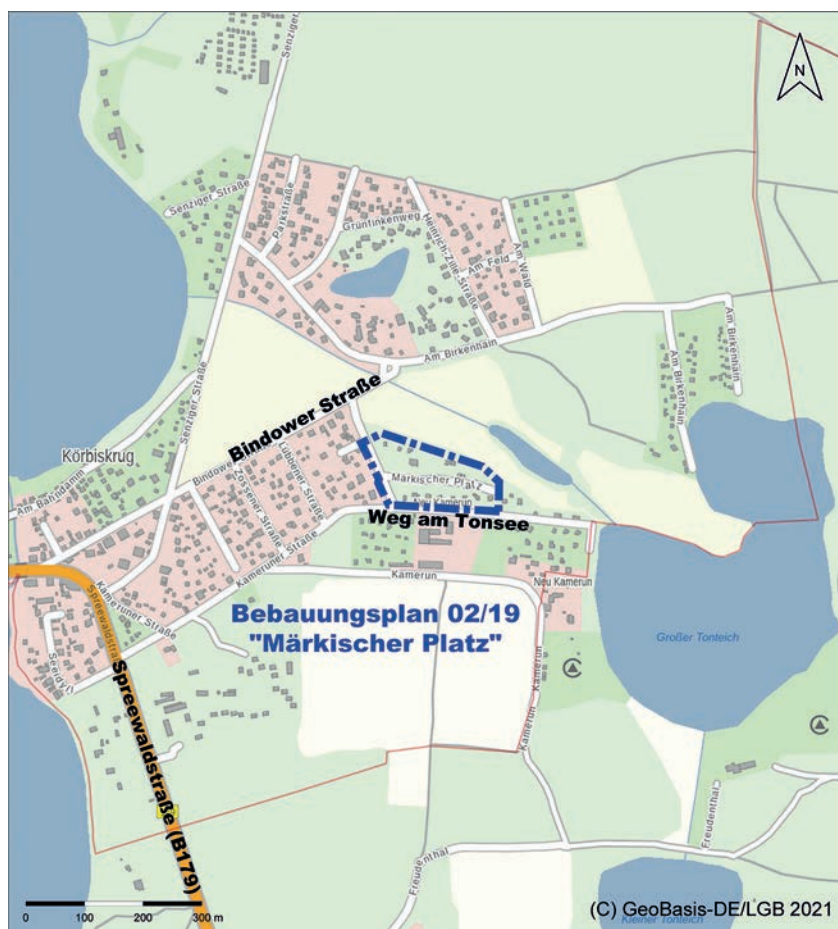 Senziger Straße
N
Senziger Straße
Parkstraße
Grünfinkenweg
Heinrich-Zille-Straße
Am Feld
Am Wald
Am Birkenhain
Am Birkenhain
Am Birkenhain
Senziger Straße
Bindower Straße
Körbiskrug
Am Bahndamm
Bindower Straße
Lübbener Straße
Zossener Straße
Märkischer Platz
Neu Kamerun
Weg am Tonsee
Kameruner Straße
Kamerun
Neu Kamerun
Kameruner Straße
Bebauungsplan 02/19
"Märkischer Platz"
Großer Tonteich
Seeidyll
Spreewaldstraße
Spreewaldstraße (B179)
Kamerun
Kamerun
Freudenthal
Freudenthal
0 100 200 300 m
(C) GeoBasis-DE/LGB 2021
Kleiner Tonteich